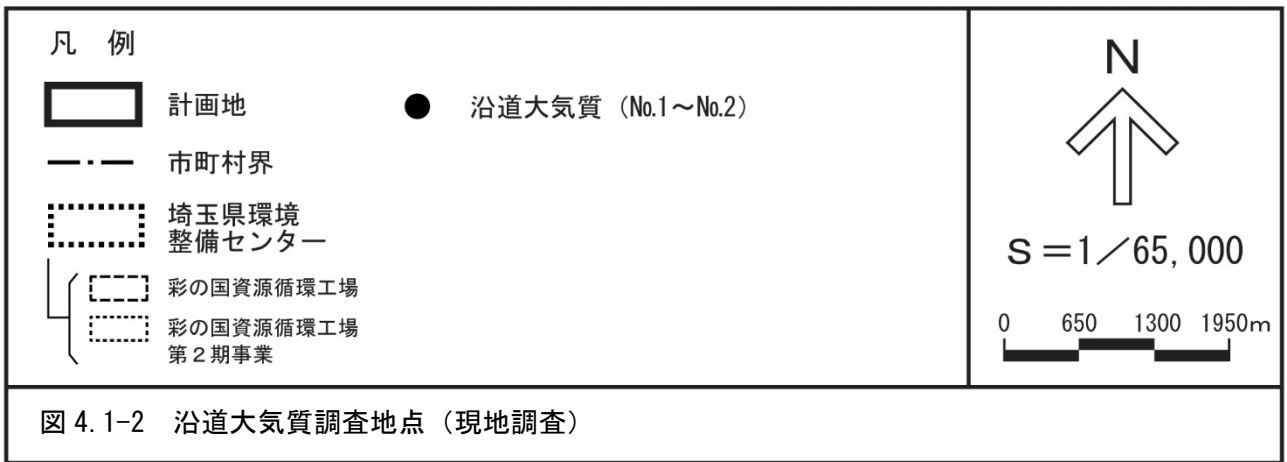 凡 例
計画地
● 沿道大気質（No.1～No.2）
市町村界
埼玉県環境
整備センター
彩の国資源循環工場
彩の国資源循環工場
第２期事業
N
S＝1／65,000
0 650 1300 1950m
図 4.1-2 沿道大気質調査地点（現地調査）